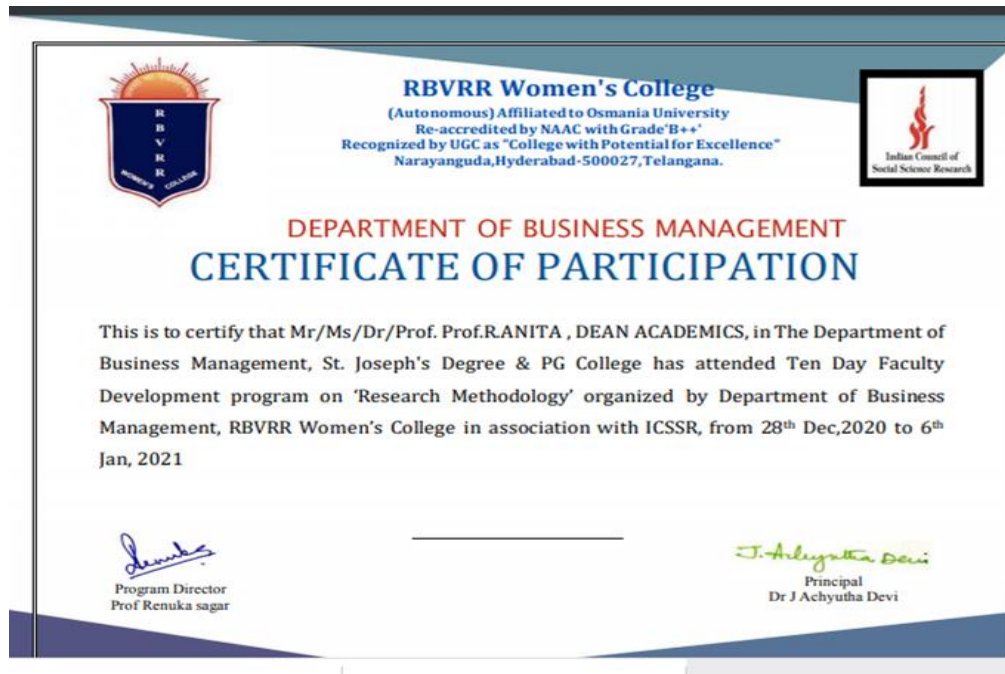 RBVRR
WOMEN'S COLLEGE
RBVRR Women's College
(Autonomous) Affiliated to Osmania University
Re-accredited by NAAC with Grade'B++'
Recognized by UGC as "College with Potential for Excellence"
Narayanguda,Hyderabad-500027,Telangana.
Indian Council of
Social Science Research
DEPARTMENT OF BUSINESS MANAGEMENT
CERTIFICATE OF PARTICIPATION
This is to certify that Mr/Ms/Dr/Prof. Prof.R.ANITA , DEAN ACADEMICS, in The Department of
Business Management, St. Joseph's Degree & PG College has attended Ten Day Faculty
Development program on ‘Research Methodology’ organized by Department of Business
Management, RBVRR Women’s College in association with ICSSR, from 28th Dec,2020 to 6th
Jan, 2021
Renuka
J. Achyutha Devi
Program Director
Prof Renuka sagar
Principal
Dr J Achyutha Devi